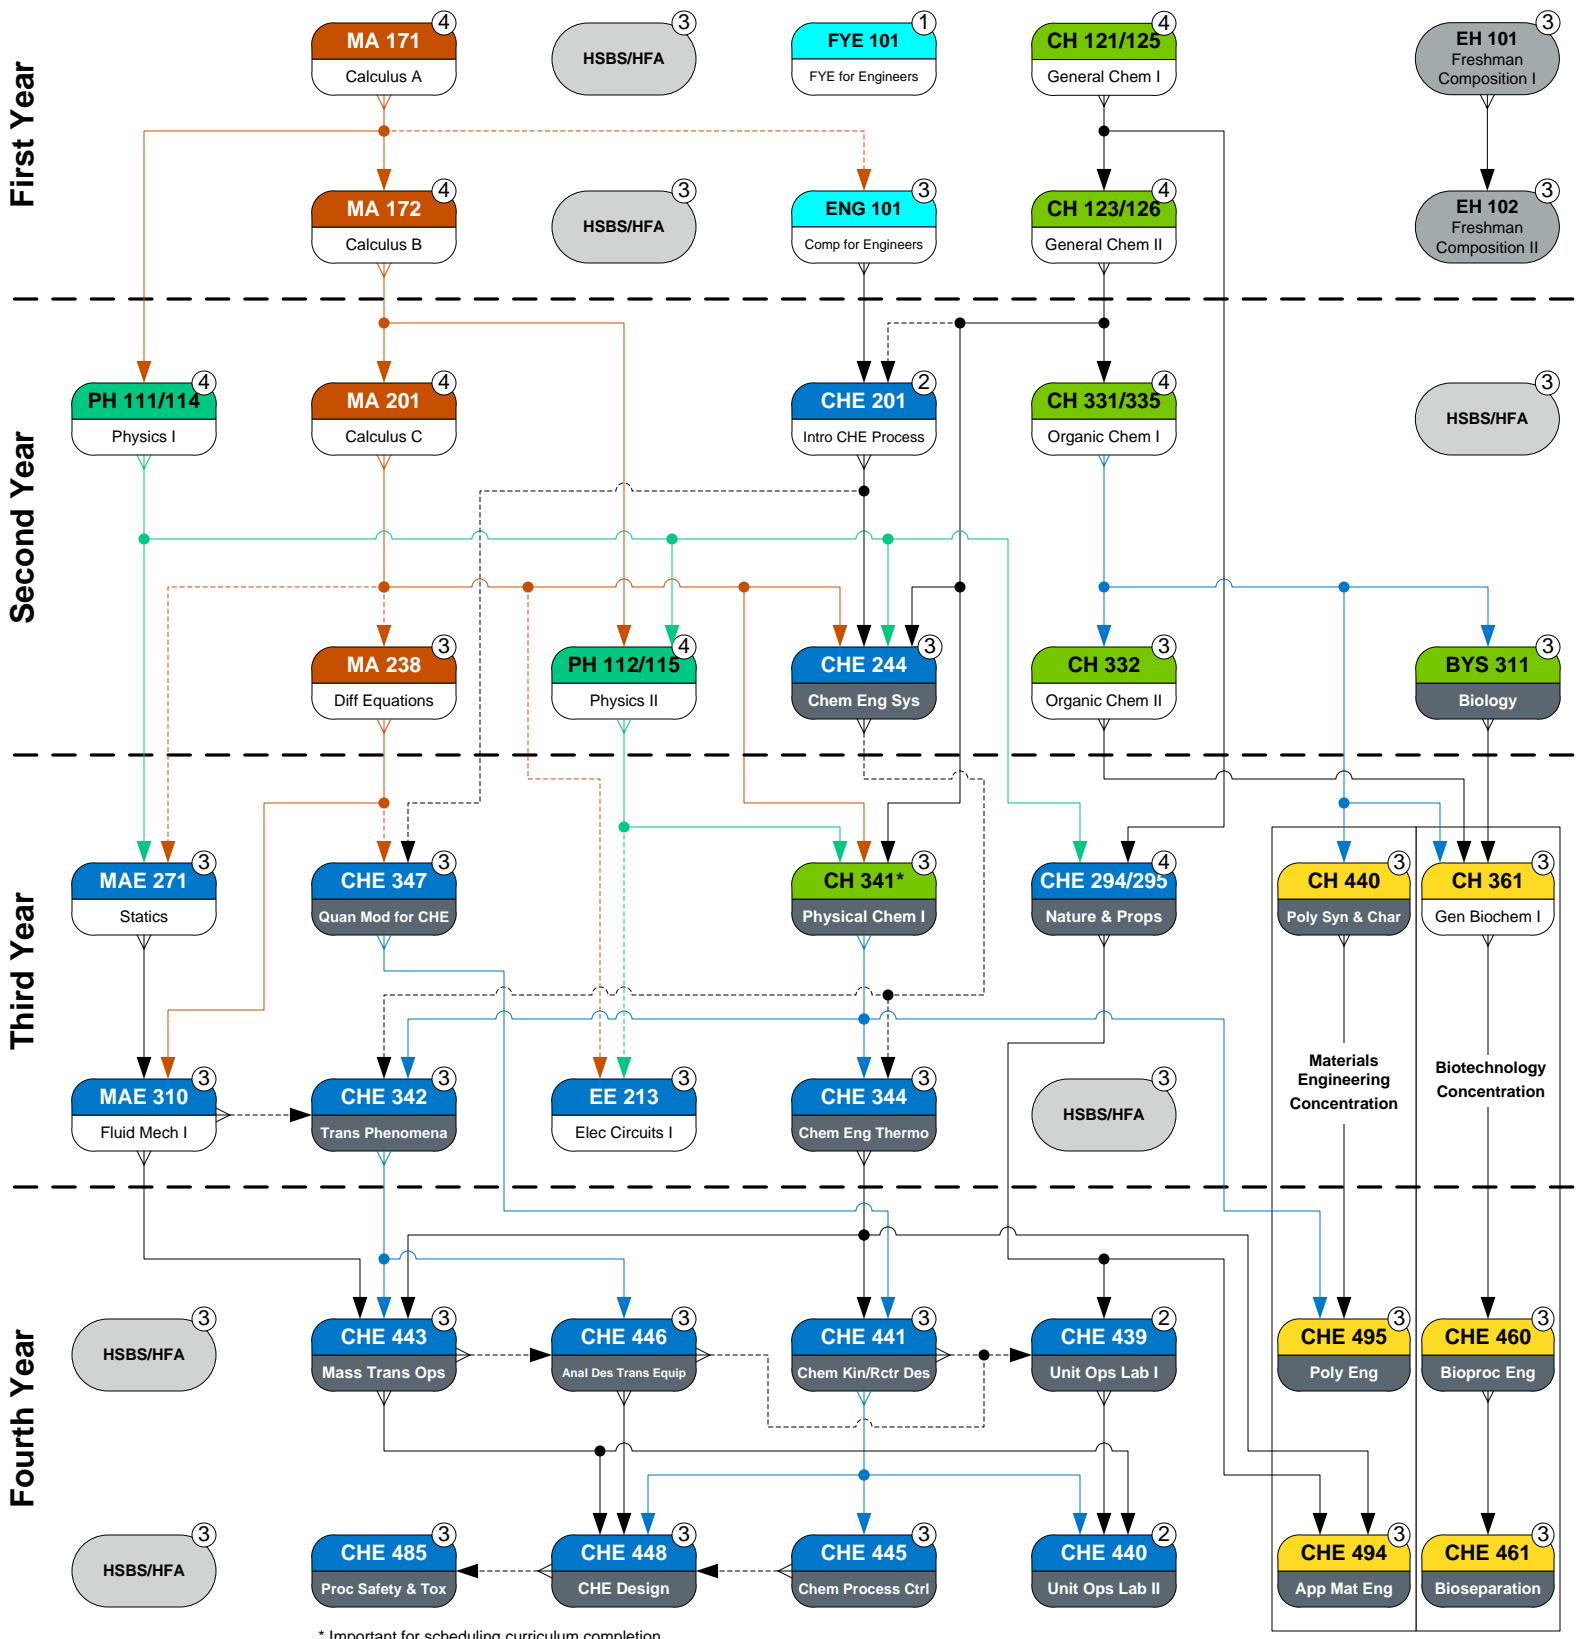 First Year
MA 171
4
Calculus A
HSBS/HFA
3
FYE 101
1
FYE for Engineers
CH 121/125
4
General Chem I
EH 101
3
Freshman
Composition I
MA 172
4
Calculus B
HSBS/HFA
3
ENG 101
3
Comp for Engineers
CH 123/126
4
General Chem II
EH 102
3
Freshman
Composition II
Second Year
PH 111/114
4
Physics I
MA 201
4
Calculus C
CHE 201
2
Intro CHE Process
CH 331/335
4
Organic Chem I
HSBS/HFA
3
MA 238
3
Diff Equations
PH 112/115
4
Physics II
CHE 244
3
Chem Eng Sys
CH 332
3
Organic Chem II
BYS 311
3
Biology
Third Year
MAE 271
3
Statics
CHE 347
3
Quan Mod for CHE
CH 341*
3
Physical Chem I
CHE 294/295
4
Nature & Props
CH 440
3
Poly Syn & Char
CH 361
3
Gen Biochem I
MAE 310
3
Fluid Mech I
CHE 342
3
Trans Phenomena
EE 213
3
Elec Circuits I
CHE 344
3
Chem Eng Thermo
HSBS/HFA
3
Materials
Engineering
Concentration
Biotechnology
Concentration
Fourth Year
HSBS/HFA
3
CHE 443
3
Mass Trans Ops
CHE 446
3
Anal Des Trans Equip
CHE 441
3
Chem Kin/Rctr Des
CHE 439
2
Unit Ops Lab I
CHE 495
3
Poly Eng
CHE 460
3
Bioproc Eng
HSBS/HFA
3
CHE 485
3
Proc Safety & Tox
CHE 448
3
CHE Design
CHE 445
3
Chem Process Ctrl
CHE 440
2
Unit Ops Lab II
CHE 494
3
App Mat Eng
CHE 461
3
Bioseparation
* Important for scheduling curriculum completion